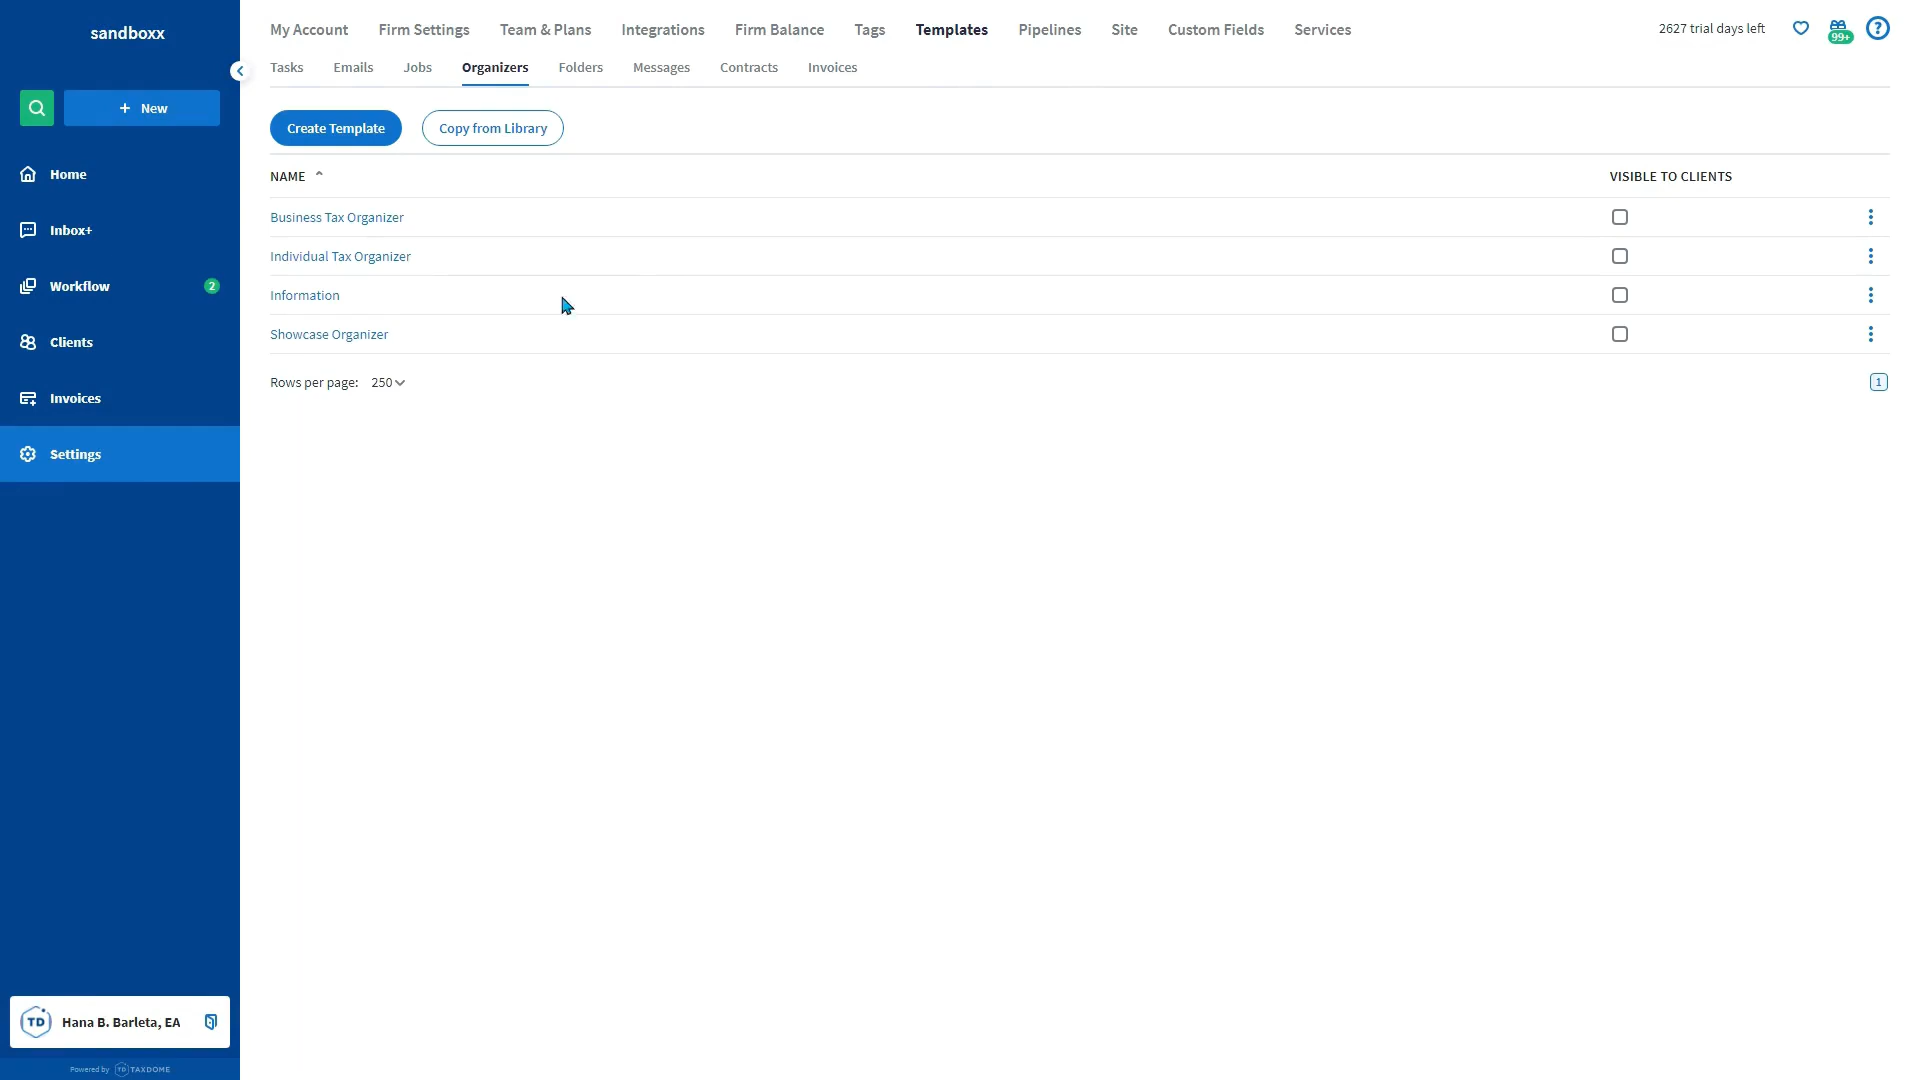 sandboxx
New
Home
Inbox+
Workflow 2
Clients
Invoices
Settings
TD Hana B. Barleta, EA
Powered by TD TAXDOME
My Account Firm Settings Team & Plans Integrations Firm Balance Tags Templates Pipelines Site Custom Fields Services
2627 trial days left 99+ ?
Tasks Emails Jobs Organizers Folders Messages Contracts Invoices
Create Template Copy from Library
NAME VISIBLE TO CLIENTS
Business Tax Organizer
Individual Tax Organizer
Information
Showcase Organizer
Rows per page: 250 1